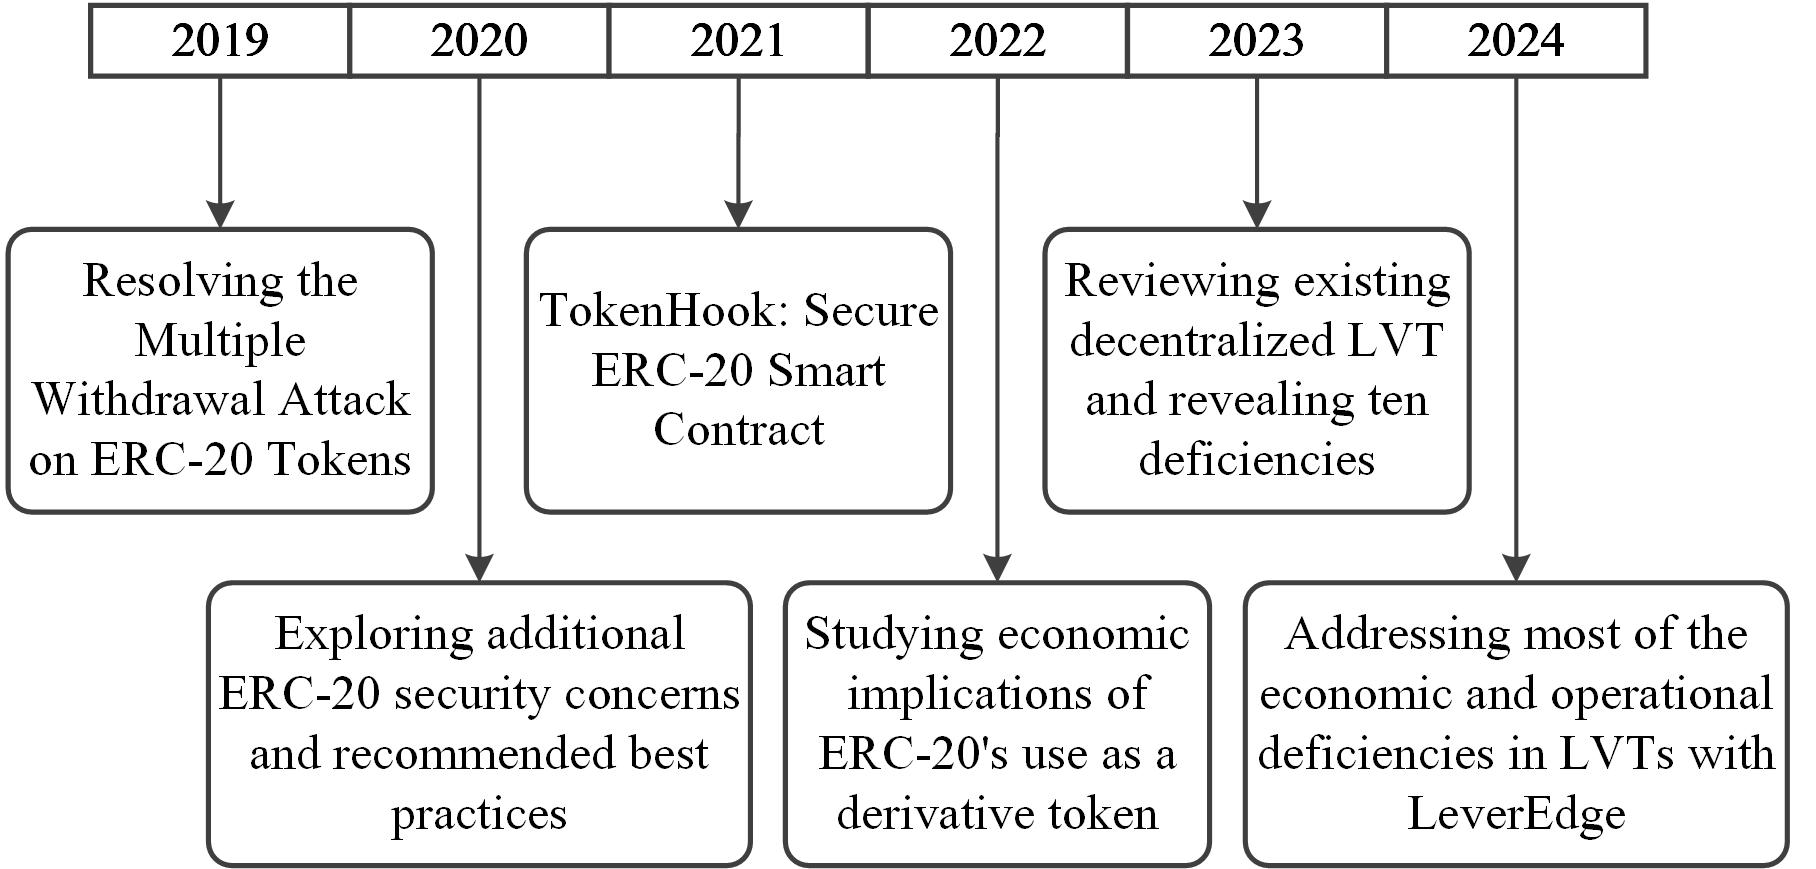 2019 2020 2021 2022 2023 2024
Resolving the
Multiple
Withdrawal Attack
on ERC-20 Tokens
TokenHook: Secure
ERC-20 Smart
Contract
Reviewing existing
decentralized LVT
and revealing ten
deficiencies
Exploring additional
ERC-20 security concerns
and recommended best
practices
Studying economic
implications of
ERC-20's use as a
derivative token
Addressing most of the
economic and operational
deficiencies in LVTs with
LeverEdge